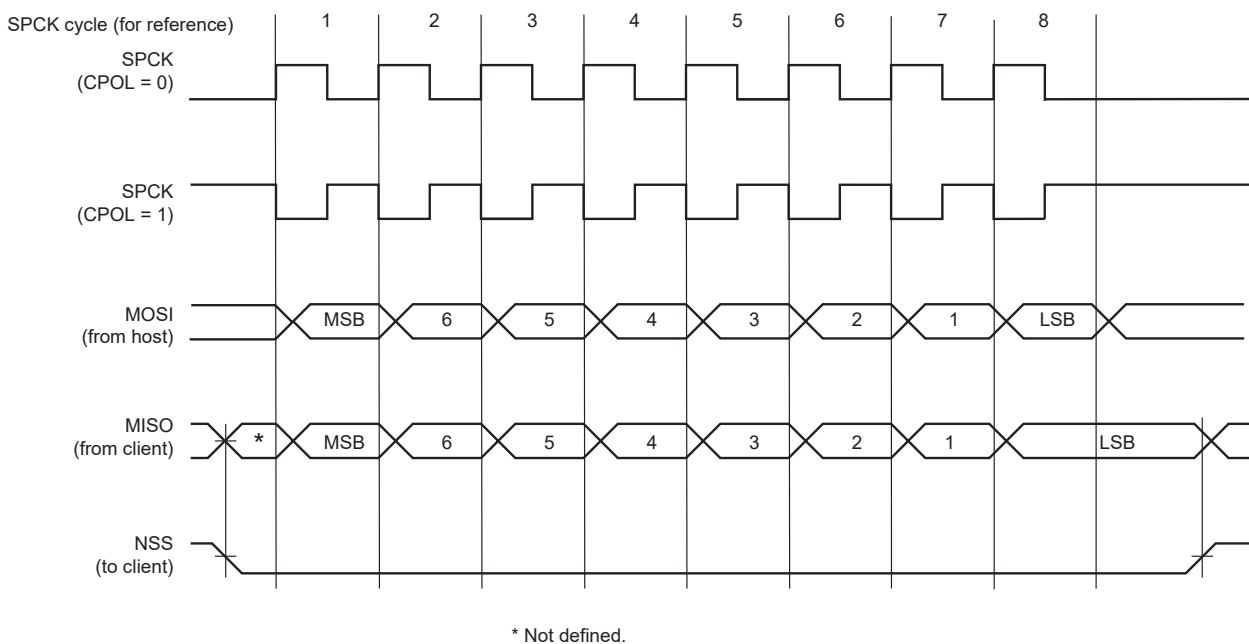 SPCK cycle (for reference) 1 2 3 4 5 6 7 8
SPCK
(CPOL = 0)
SPCK
(CPOL = 1)
MOSI
(from host)
MSB 6 5 4 3 2 1 LSB
MISO
(from client)
* MSB 6 5 4 3 2 1 LSB
NSS
(to client)
* Not defined.